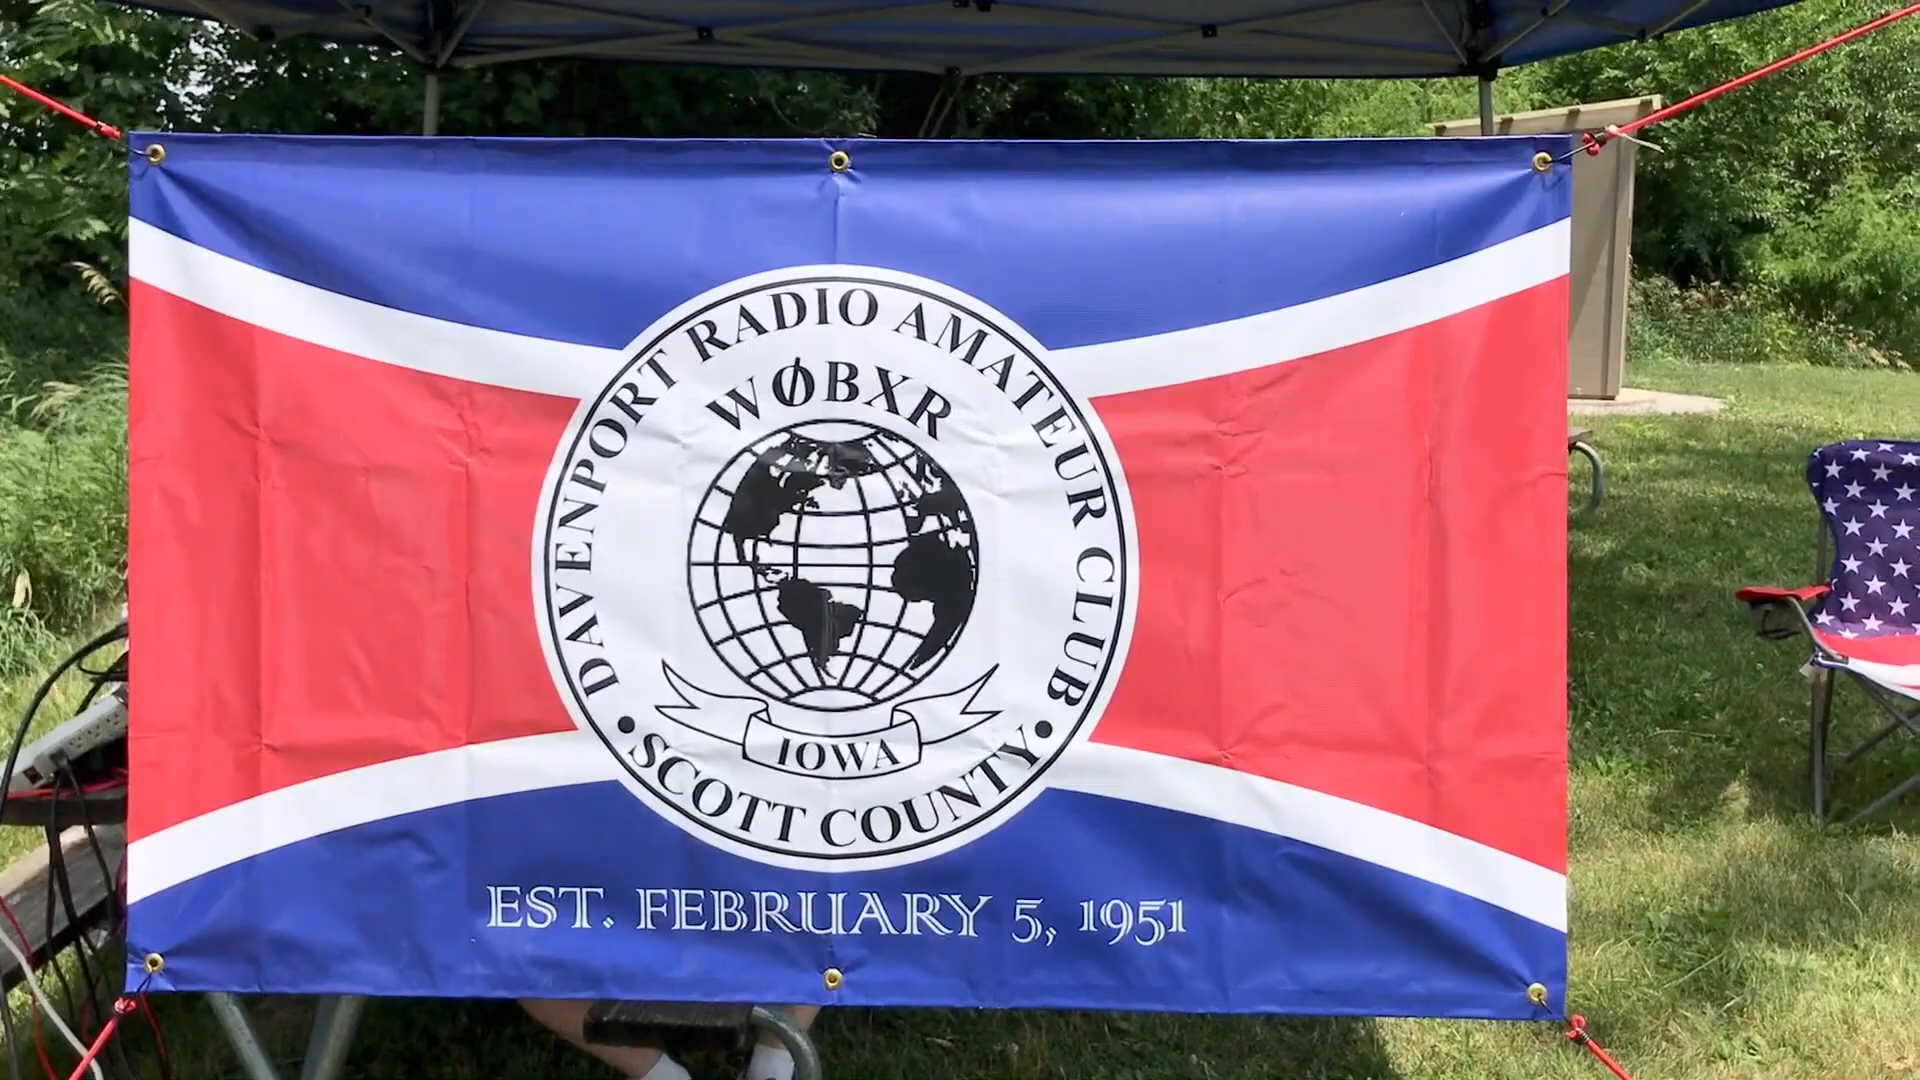 DAVENPORT RADIO AMATEUR CLUB
WØBXR
IOWA
• SCOTT COUNTY •
EST. FEBRUARY 5, 1951